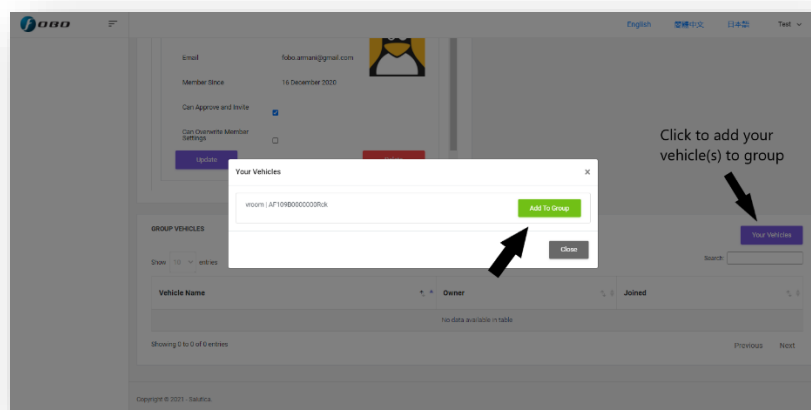 FOBO
English 繁體中文 日本語 Test
Email fobo.amani@gmail.com
Member Since 16 December 2020
Can Approve and Invite
Can Overwrite Member
Settings
Update
Click to add your
vehicle(s) to group
Your Vehicles ×
vroom |
Add To Group
Close
GROUP VEHICLES
Your Vehicles
Show 10 entries
Search:
Vehicle Name Owner Joined
No data available in table
Showing 0 to 0 of 0 entries
Previous Next
Copyright © 2021 - Salutica.